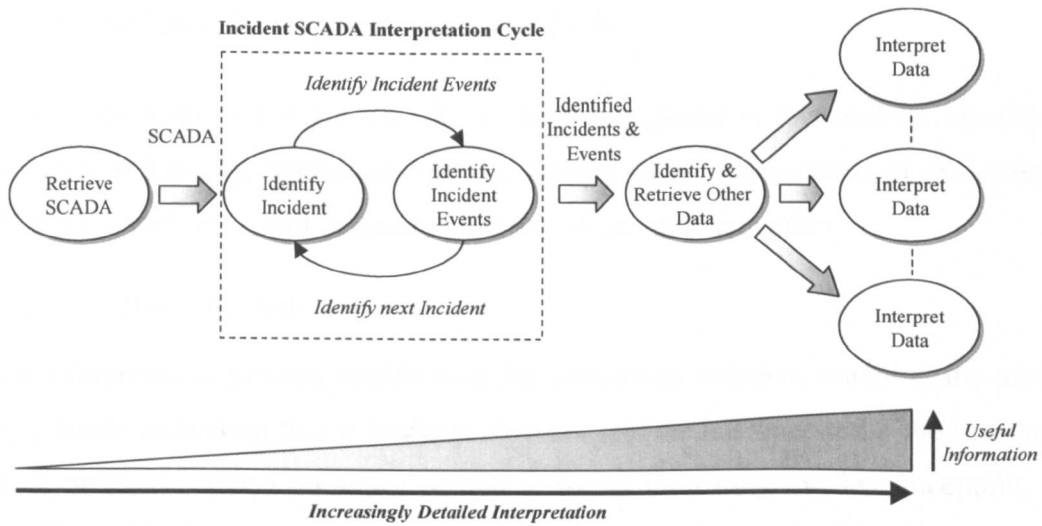 Incident SCADA Interpretation Cycle
Identify Incident Events
SCADA
Retrieve
SCADA
Identify
Incident
Identify
Incident
Events
Identify next Incident
Identified
Incidents &
Events
Identify &
Retrieve Other
Data
Interpret
Data
Interpret
Data
Interpret
Data
Useful
Information
Increasingly Detailed Interpretation